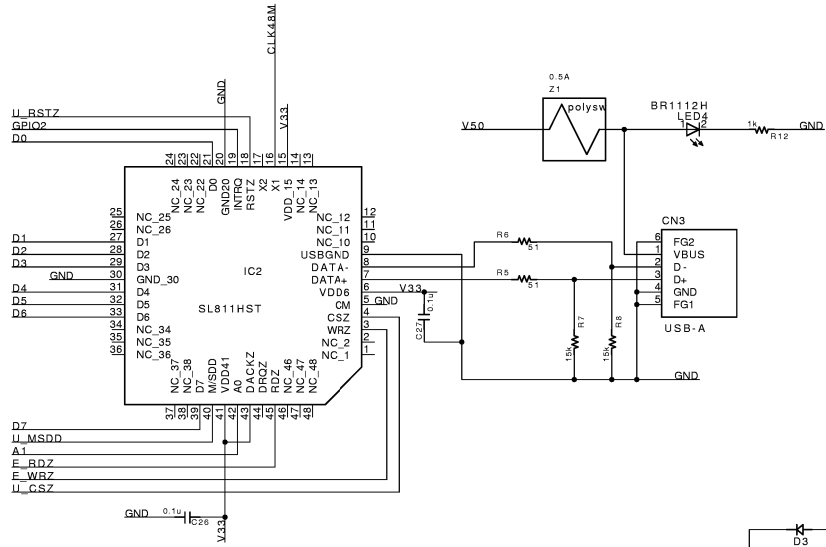 CLK48M
0.5A
Z1
GND
polysw
BR1112H
LED4
U_RSTZ
V33
GPIO2
V50
1
2
1k
GND
D0
R12
24
23
22
21
20
19
18
17
16
15
14
13
NC_24
NC_23
NC_22
D0
GND20
INTRQ
RSTZ
X2
X1
VDD_15
NC_14
NC_13
25 NC_25
26 NC_26
D1 27 D1
D2 28 D2
D3 29 D3
GND 30 GND_30
D4 31 D4
D5 32 D5
D6 33 D6
34 NC_34
35 NC_35
36 NC_36
IC2
SL811HST
NC_12 12
NC_11 11
NC_10 10
USBGND 9
DATA- 8
DATA+ 7
VDD6 6 V33
CM 5 GND
CSZ 4
WRZ 3
NC_2 2
NC_1 1
0.1u
C27
R6
51
R5
51
R7
15k
R8
15k
CN3
6 FG2
1 VBUS
2 D-
3 D+
4 GND
5 FG1
USB-A
GND
NC_37
NC_38
D7
M/SDD
VDD41
A0
DACKZ
DRQZ
RDZ
NC_46
NC_47
NC_48
37
38
39
40
41
42
43
44
45
46
47
48
D7
U_MSDD
A1
E_RDZ
E_WRZ
U_CSZ
GND
0.1u
C26
V33
D3